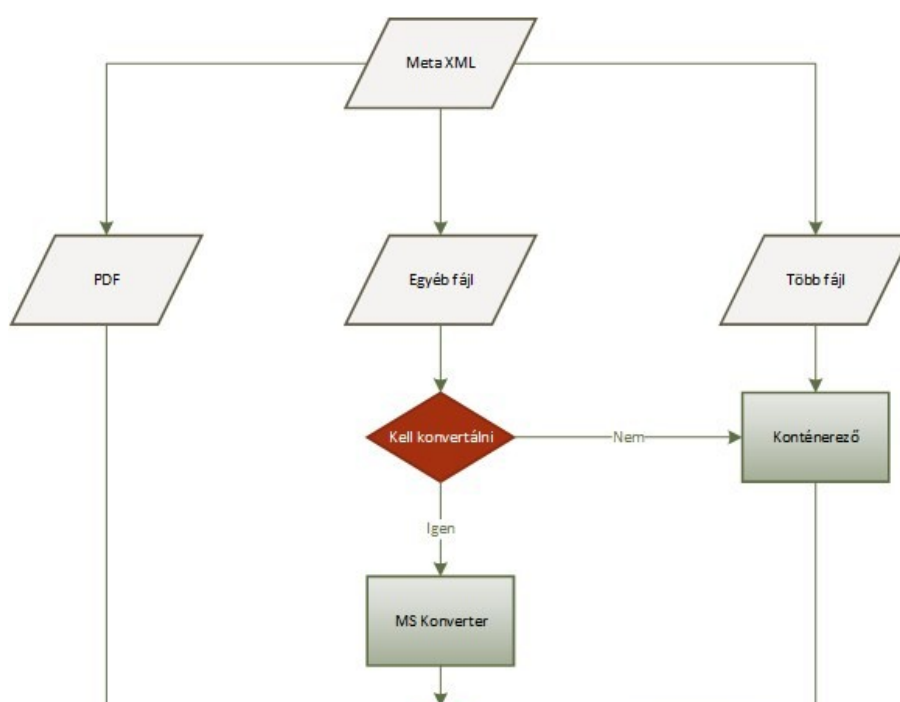 Meta XML
PDF
Egyéb fájl
Több fájl
Kell konvertálni
Nem
Konténerező
Igen
MS Konverter